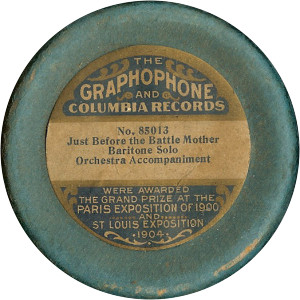 THE
GRAPHOPHONE
AND
COLUMBIA RECORDS
No. 85013
Just Before the Battle Mother
Baritone Solo
Orchestra Accompaniment
WERE AWARDED
THE GRAND PRIZE AT THE
PARIS EXPOSITION OF 1900
AND
ST LOUIS EXPOSITION
1904